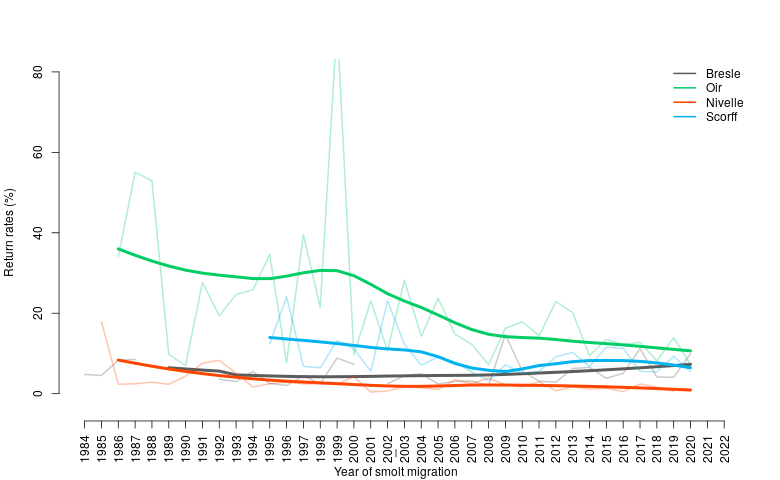 Bresle
Oir
Nivelle
Scorff
Return rates (%)
80
60
40
20
0
1984 1985 1986 1987 1988 1989 1990 1991 1992 1993 1994 1995 1996 1997 1998 1999 2000 2001 2002 2003 2004 2005 2006 2007 2008 2009 2010 2011 2012 2013 2014 2015 2016 2017 2018 2019 2020 2021 2022
Year of smolt migration